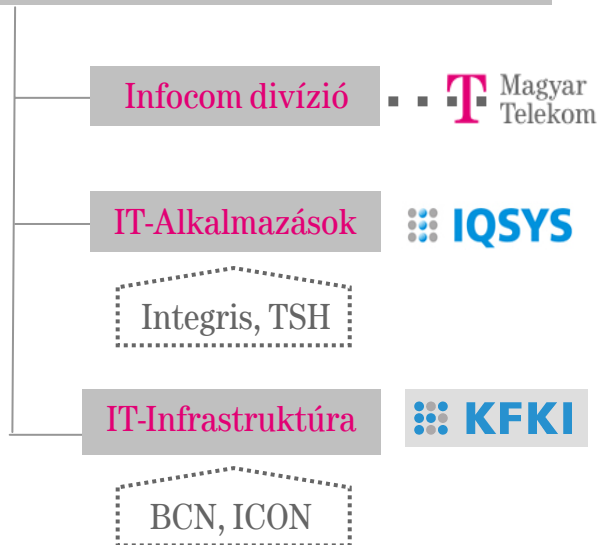 Infocom divízió
Magyar
Telekom
IT-Alkalmazások
IQSYS
Integris, TSH
IT-Infrastruktúra
KFKI
BCN, ICON